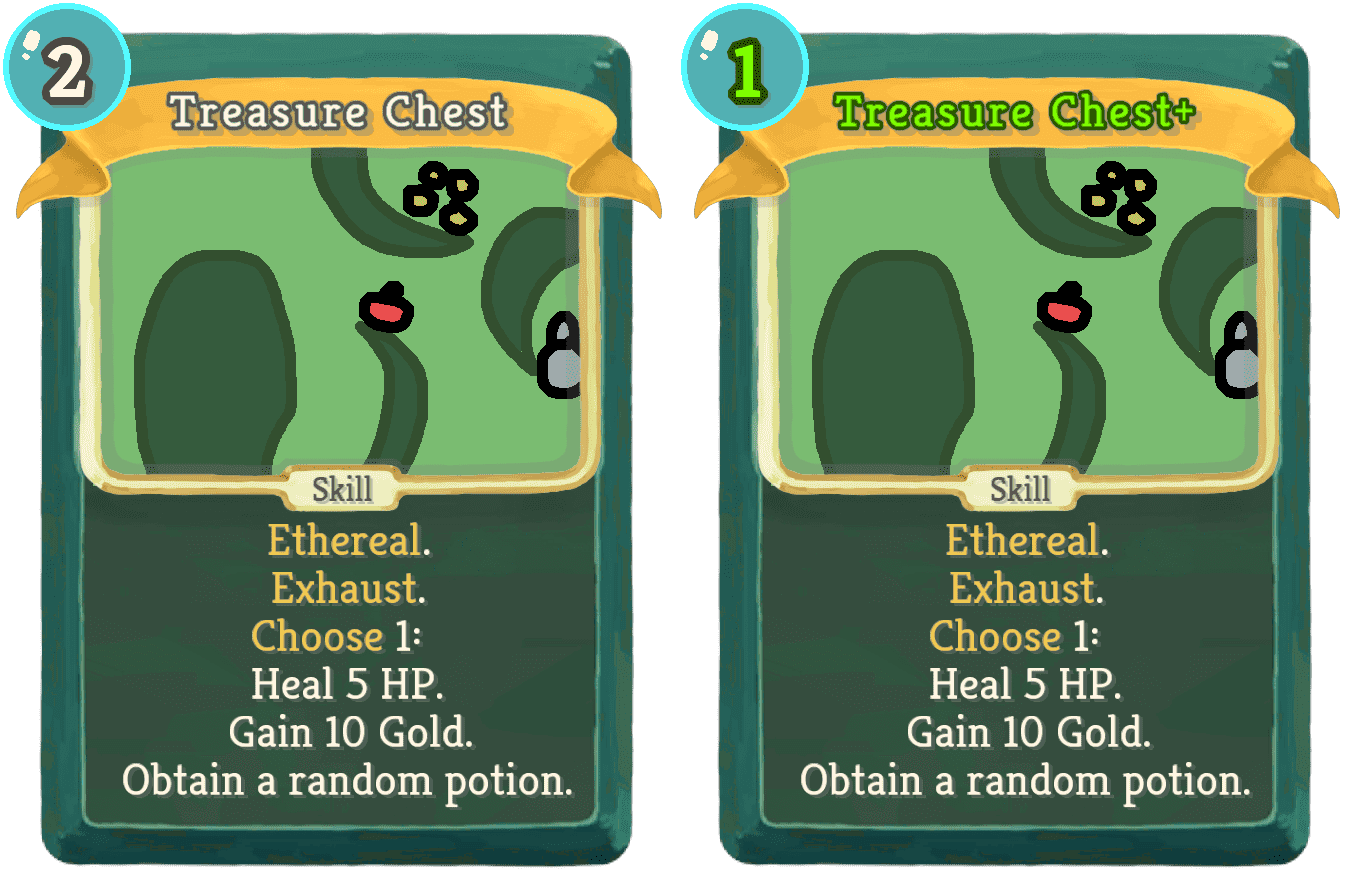 2
Treasure Chest
Skill
Ethereal.
Exhaust.
Choose 1:
Heal 5 HP.
Gain 10 Gold.
Obtain a random potion.
1
Treasure Chest+
Skill
Ethereal.
Exhaust.
Choose 1:
Heal 5 HP.
Gain 10 Gold.
Obtain a random potion.